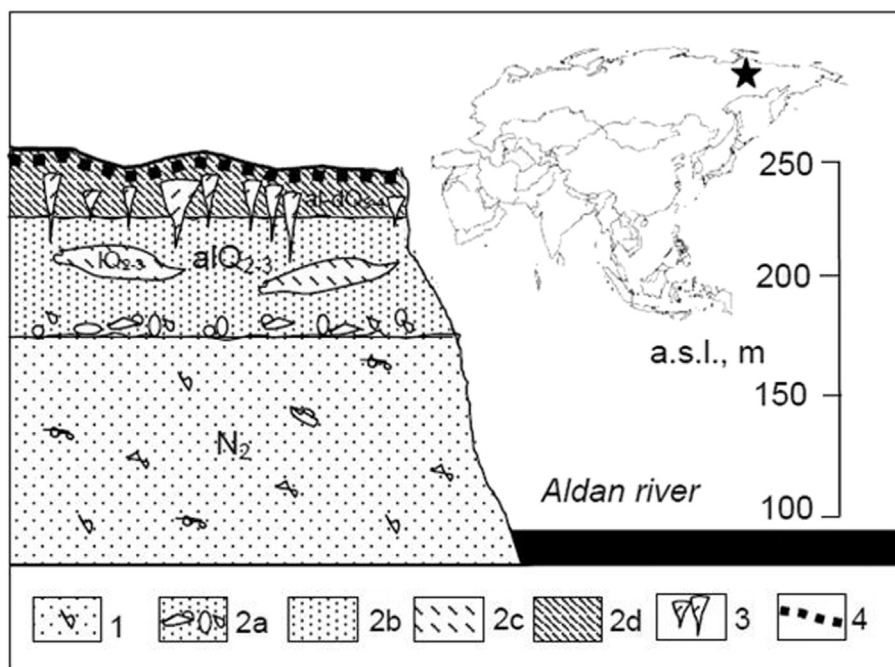 250
al-dQ₃₋₄
lQ₂₋₃ alQ₂₋₃ 200
a.s.l., m
150
N₂
Aldan river
100
1 2a 2b 2c 2d 3 4